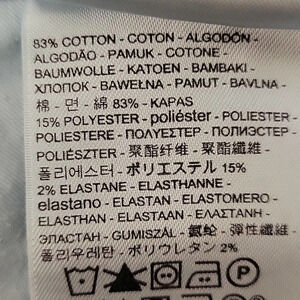 83% COTTON - COTON - ALGODÓN -
ALGODÃO - PAMUK - COTONE -
BAUMWOLLE - KATOEN - BAMBAKI -
ХЛОПОК - BAWEŁNA - PAMUT - BAVLNA -
棉 - 면 - 綿 83% - KAPAS
15% POLYESTER - poliéster - POLIESTER -
POLIESTERE - ΠΟΛΥΕΣΤΕΡ - ПОЛИЭСТЕР -
POLIÉSZTER - 聚酯纤维 - 聚酯纖維 -
폴리에스터 - ポリエステル 15%
2% ELASTANE - ELASTHANNE -
elastano - ELASTAN - ELASTOMERO -
ELASTHAN - ELASTAAN - ΕΛΑΣΤΑΝΗ -
ЭЛАСТАН - GUMISZÁL - 氨纶 - 彈性纖維 -
폴리우레탄 - ポリウレタン 2%
P